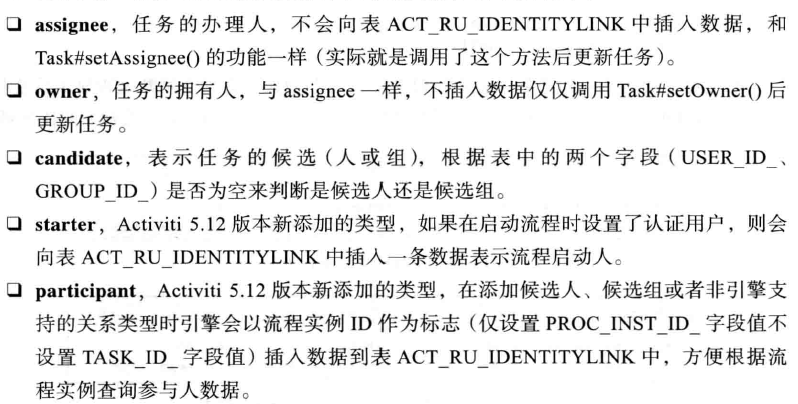 ❑ assignee，任务的办理人，不会向表 ACT_RU_IDENTITYLINK 中插入数据，和
Task#setAssignee() 的功能一样（实际就是调用了这个方法后更新任务）。
❑ owner，任务的拥有人，与 assignee 一样，不插入数据仅仅调用 Task#setOwner() 后
更新任务。
❑ candidate，表示任务的候选（人或组），根据表中的两个字段（USER_ID_、
GROUP_ID_）是否为空来判断是候选人还是候选组。
❑ starter，Activiti 5.12 版本新添加的类型，如果在启动流程时设置了认证用户，则会
向表 ACT_RU_IDENTITYLINK 中插入一条数据表示流程启动人。
❑ participant，Activiti 5.12 版本新添加的类型，在添加候选人、候选组或者非引擎支
持的关系类型时引擎会以流程实例 ID 作为标志（仅设置 PROC_INST_ID_ 字段值不
设置 TASK_ID_ 字段值）插入数据到表 ACT_RU_IDENTITYLINK 中，方便根据流
程实例查询参与人数据。